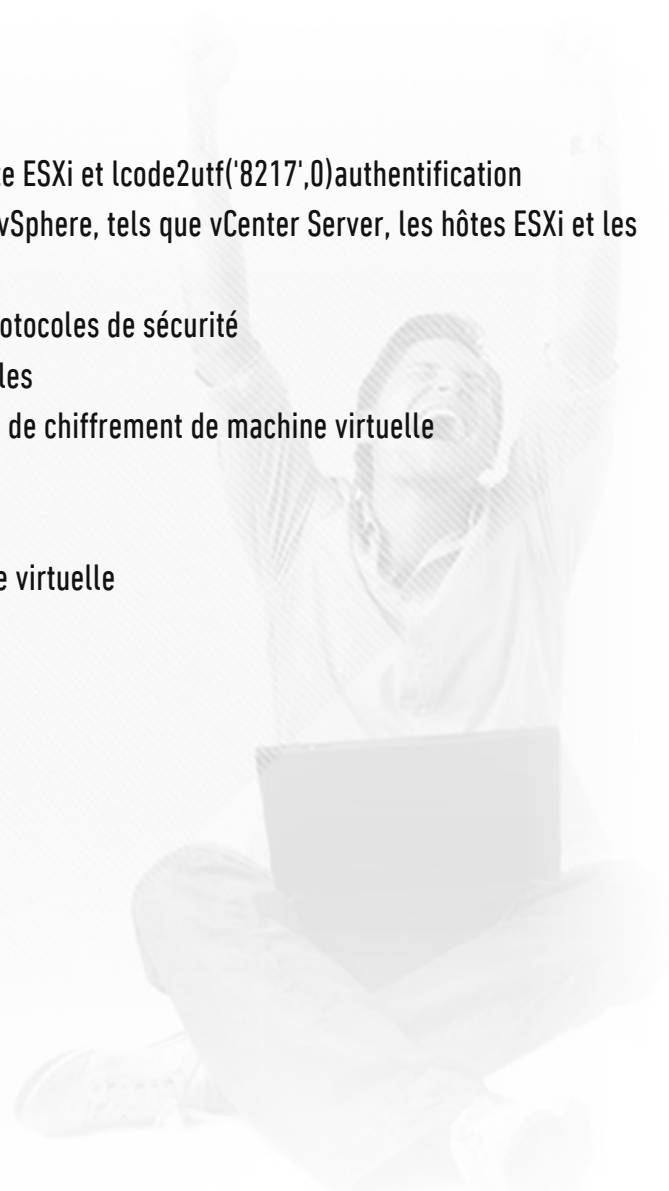 e ESXi et lcode2utf('8217',0)authentification
vSphere, tels que vCenter Server, les hôtes ESXi et les
otocoles de sécurité
les
de chiffrement de machine virtuelle
e virtuelle